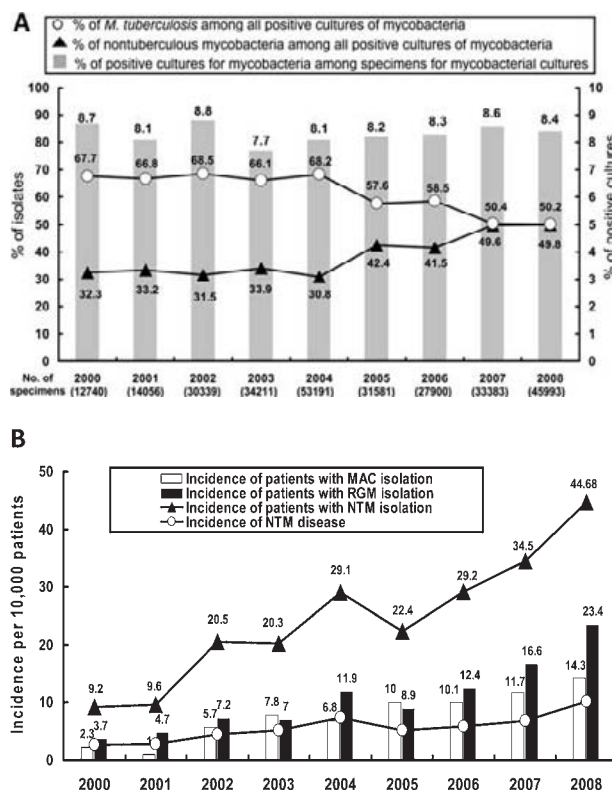 A
% of M. tuberculosis among all positive cultures of mycobacteria
% of nontuberculous mycobacteria among all positive cultures of mycobacteria
% of positive cultures for mycobacteria among specimens for mycobacterial cultures
100 90 80 70 60 50 40 30 20 10 0
% of isolates
8.7 8.1 8.8 7.7 8.1 8.2 8.3 8.6 8.4
67.7 66.8 68.5 66.1 68.2 57.6 58.5 50.4 50.2
32.3 33.2 31.5 33.9 30.8 42.4 41.5 49.6 49.8
10 9 8 7 6 5 4 3 2 1 0
% of positive cultures
2000 2001 2002 2003 2004 2005 2006 2007 2008
No. of
specimens (12740) (14056) (30339) (34211) (53191) (31581) (27900) (33383) (45993)
B
Incidence of patients with MAC isolation
Incidence of patients with RGM isolation
Incidence of patients with NTM isolation
Incidence of NTM disease
50 40 30 20 10 0
Incidence per 10,000 patients
9.2 9.6 20.5 20.3 29.1 22.4 29.2 34.5 44.68
2.3 3.7 1 4.7 5.7 7.2 7.8 7 6.8 11.9 10 8.9 10.1 12.4 11.7 16.6 14.3 23.4
2000 2001 2002 2003 2004 2005 2006 2007 2008